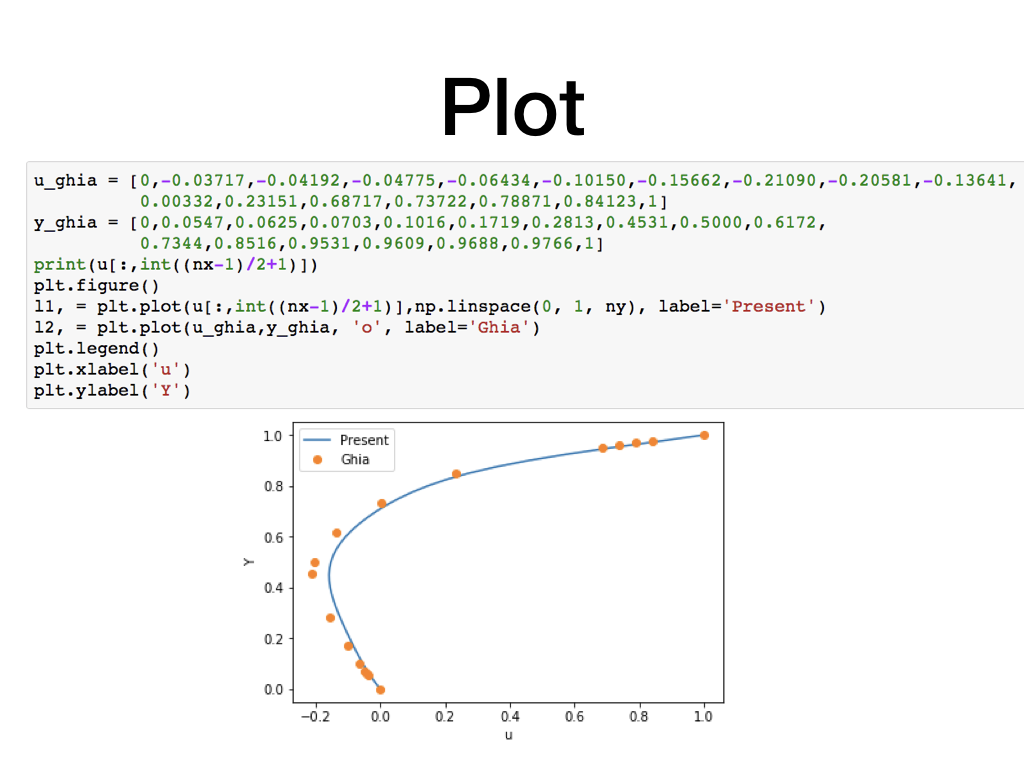 Plot
u_ghia = [0,-0.03717,-0.04192,-0.04775,-0.06434,-0.10150,-0.15662,-0.21090,-0.20581,-0.13641,
0.00332,0.23151,0.68717,0.73722,0.78871,0.84123,1]
y_ghia = [0,0.0547,0.0625,0.0703,0.1016,0.1719,0.2813,0.4531,0.5000,0.6172,
0.7344,0.8516,0.9531,0.9609,0.9688,0.9766,1]
print(u[:,int((nx-1)/2+1)])
plt.figure()
l1, = plt.plot(u[:,int((nx-1)/2+1)],np.linspace(0, 1, ny), label='Present')
l2, = plt.plot(u_ghia,y_ghia, 'o', label='Ghia')
plt.legend()
plt.xlabel('u')
plt.ylabel('Y')
Present
Ghia
1.0
0.8
0.6
0.4
0.2
0.0
Y
−0.2 0.0 0.2 0.4 0.6 0.8 1.0
u